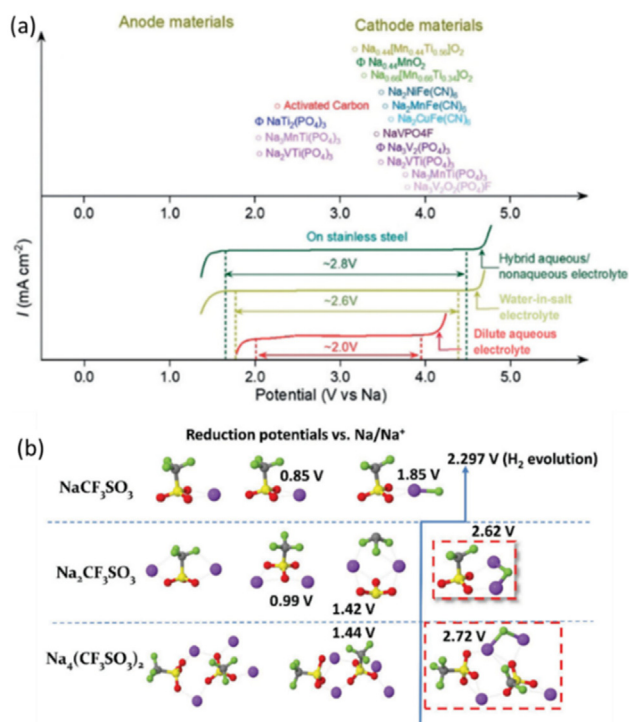 (a)
Anode materials
Cathode materials
Na0.44[Mn0.44Ti0.56]O2
Φ Na0.44MnO2
Na0.66[Mn0.66Ti0.34]O2
Na2NiFe(CN)6
Activated Carbon
Na2MnFe(CN)6
Φ NaTi2(PO4)3
Na2CuFe(CN)6
Na3MnTi(PO4)3
NaVPO4F
Na2VTi(PO4)3
Φ Na3V2(PO4)3
Na2VTi(PO4)3
Na3MnTi(PO4)3
Na3V2O2(PO4)F
0.0 1.0 2.0 3.0 4.0 5.0
I (mA cm-2)
On stainless steel
~2.8V
Hybrid aqueous/
nonaqueous electrolyte
~2.6V
Water-in-salt
electrolyte
~2.0V
Dilute aqueous
electrolyte
0.0 1.0 2.0 3.0 4.0 5.0
Potential (V vs Na)
(b)
Reduction potentials vs. Na/Na+
2.297 V (H2 evolution)
NaCF3SO3
0.85 V
1.85 V
2.62 V
Na2CF3SO3
0.99 V
1.42 V
1.44 V
2.72 V
Na4(CF3SO3)2